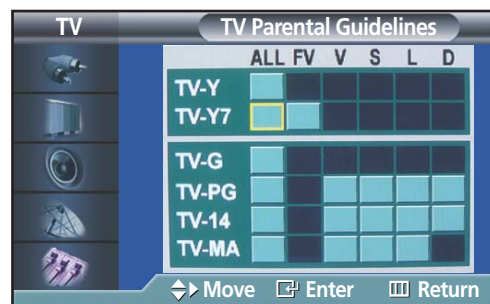 TV TV Parental Guidelines
ALL FV V S L D
TV-Y
TV-Y7
TV-G
TV-PG
TV-14
TV-MA
Move Enter Return